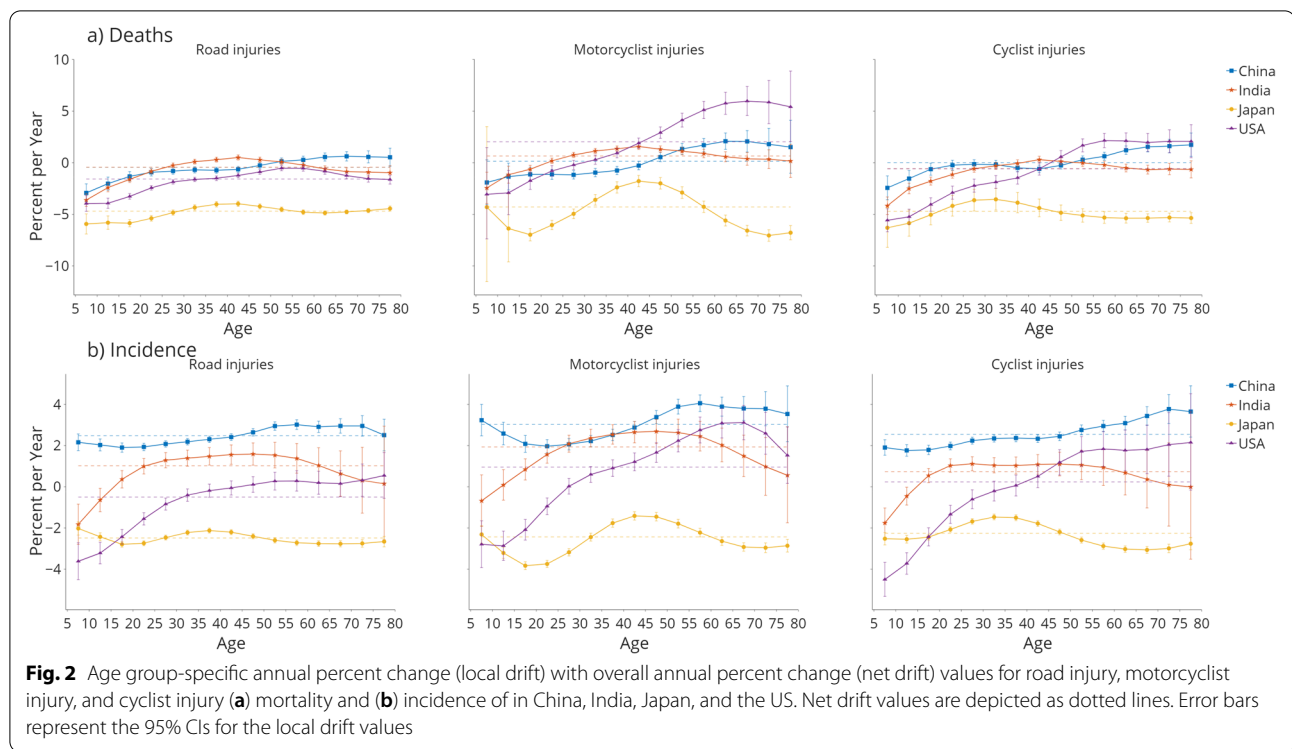 a) Deaths
Road injuries
Motorcyclist injuries
Cyclist injuries
Percent per Year
10
5
0
−5
−10
5 10 15 20 25 30 35 40 45 50 55 60 65 70 75 80
5 10 15 20 25 30 35 40 45 50 55 60 65 70 75 80
5 10 15 20 25 30 35 40 45 50 55 60 65 70 75 80
Age
Age
Age
China
India
Japan
USA
b) Incidence
Road injuries
Motorcyclist injuries
Cyclist injuries
Percent per Year
4
2
0
−2
−4
5 10 15 20 25 30 35 40 45 50 55 60 65 70 75 80
5 10 15 20 25 30 35 40 45 50 55 60 65 70 75 80
5 10 15 20 25 30 35 40 45 50 55 60 65 70 75 80
Age
Age
Age
China
India
Japan
USA
Fig. 2 Age group-specific annual percent change (local drift) with overall annual percent change (net drift) values for road injury, motorcyclist
injury, and cyclist injury (a) mortality and (b) incidence of in China, India, Japan, and the US. Net drift values are depicted as dotted lines. Error bars
represent the 95% CIs for the local drift values